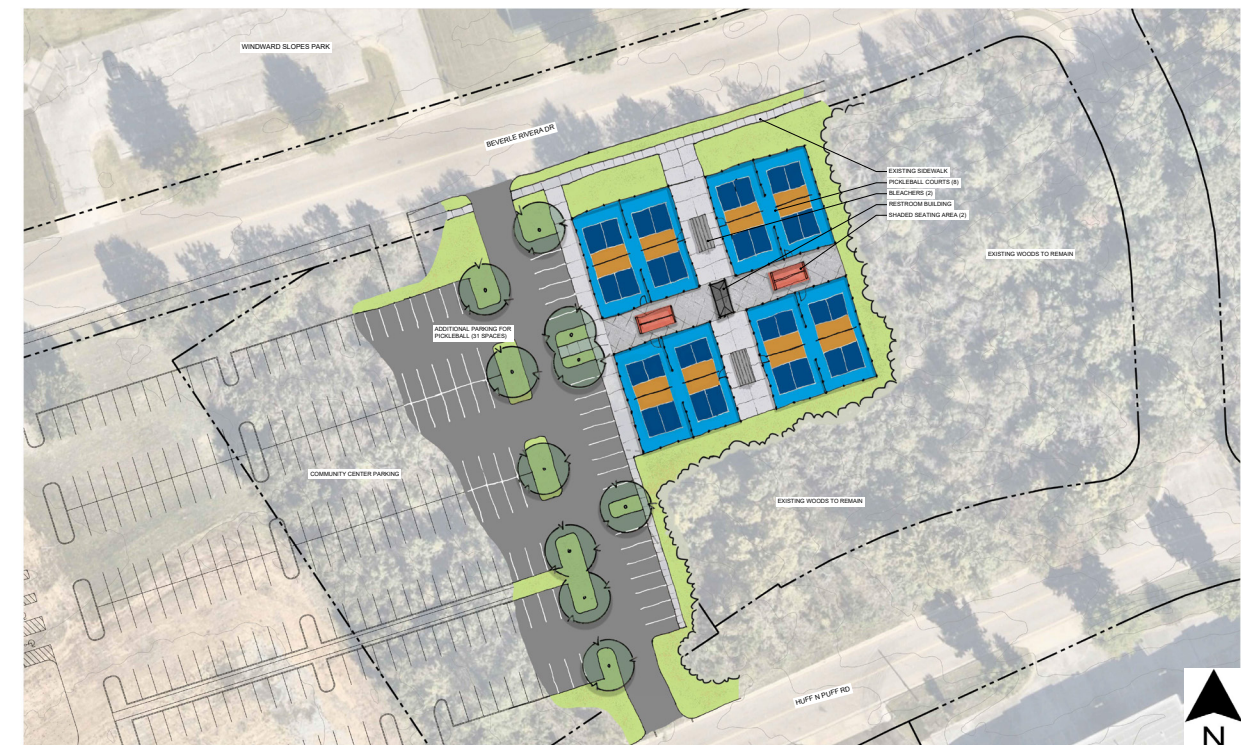 WINDWARD SLOPES PARK
BEVERLE RIVERA DR
EXISTING SIDEWALK
PICKLEBALL COURTS (8)
BLEACHERS (2)
RESTROOM BUILDING
SHADED SEATING AREA (2)
EXISTING WOODS TO REMAIN
ADDITIONAL PARKING FOR
PICKLEBALL (31 SPACES)
COMMUNITY CENTER PARKING
EXISTING WOODS TO REMAIN
HUFF N PUFF RD
N